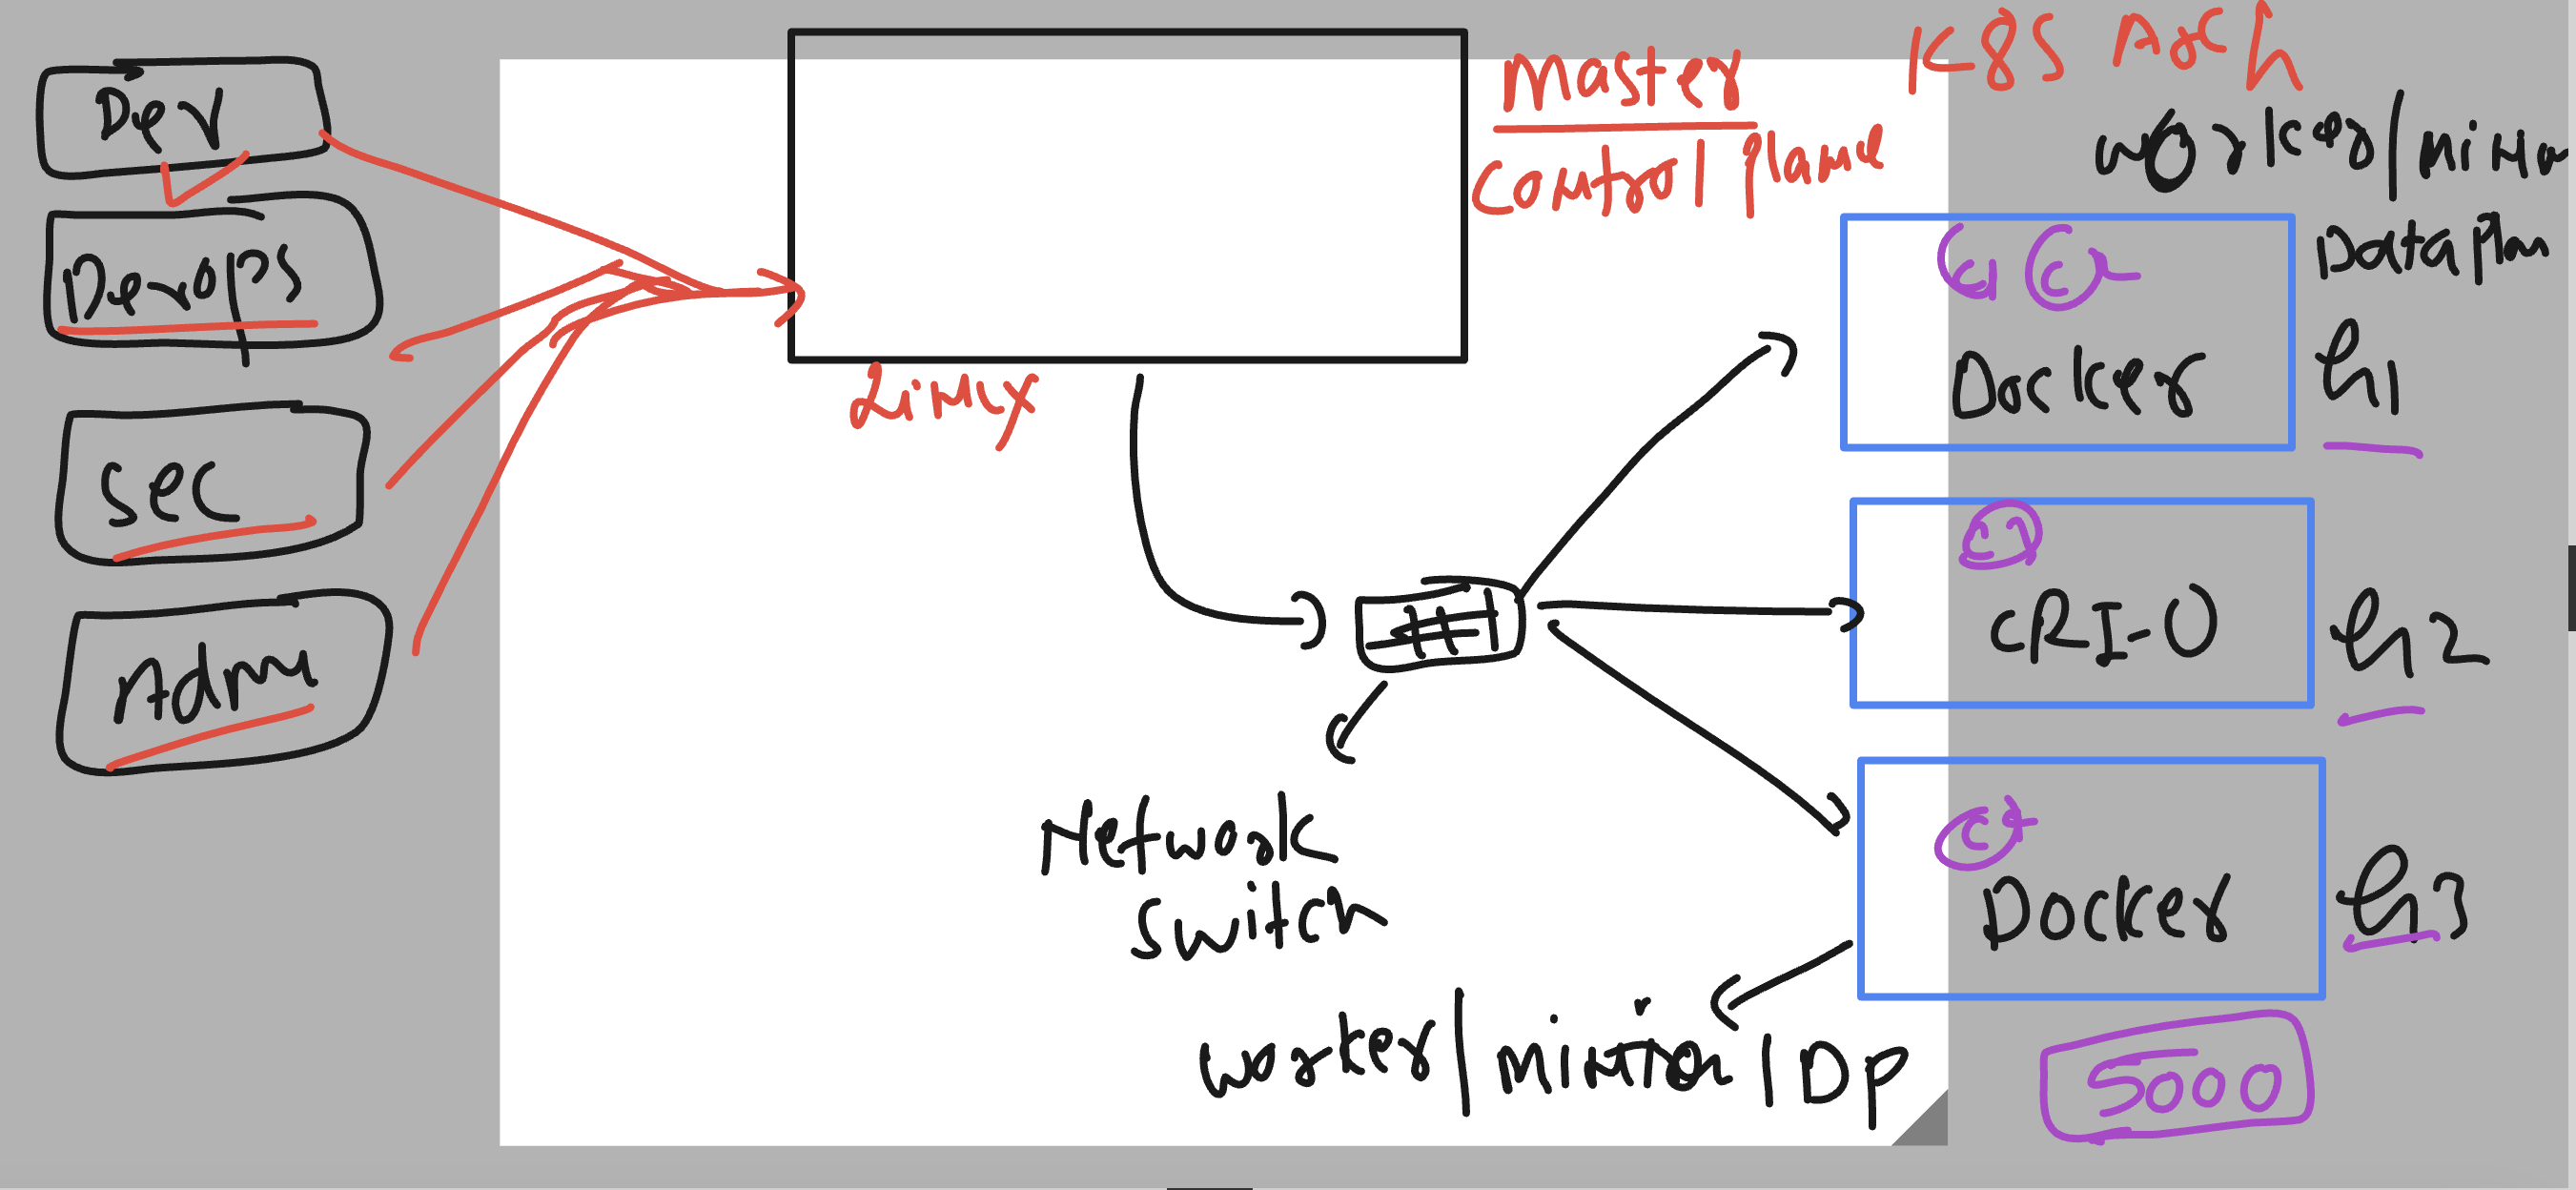 K8S Arch
Dev
Devops
Sec
Adm
Master
Control plane
Linux
worker/minion
Data plan
C1 C2
Docker
h1
C3
CRI-O
h2
C4
Docker
h3
Network
Switch
worker/minion/DP
5000